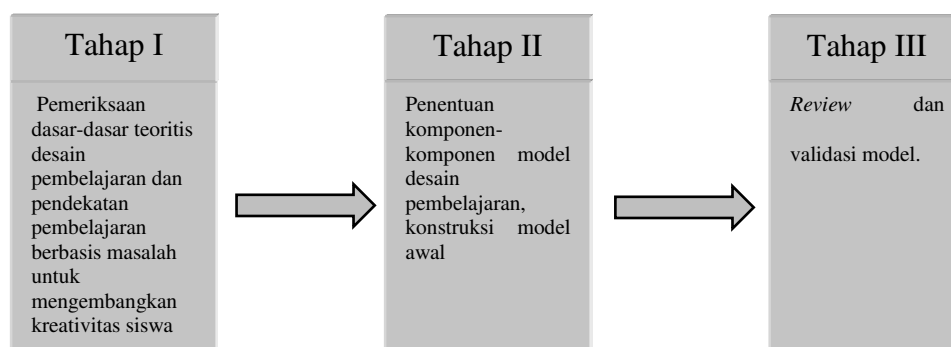 Tahap I
Pemeriksaan
dasar-dasar teoritis
desain
pembelajaran dan
pendekatan
pembelajaran
berbasis masalah
untuk
mengembangkan
kreativitas siswa
Tahap II
Penentuan
komponen-
komponen model
desain
pembelajaran,
konstruksi model
awal
Tahap III
Review dan
validasi model.